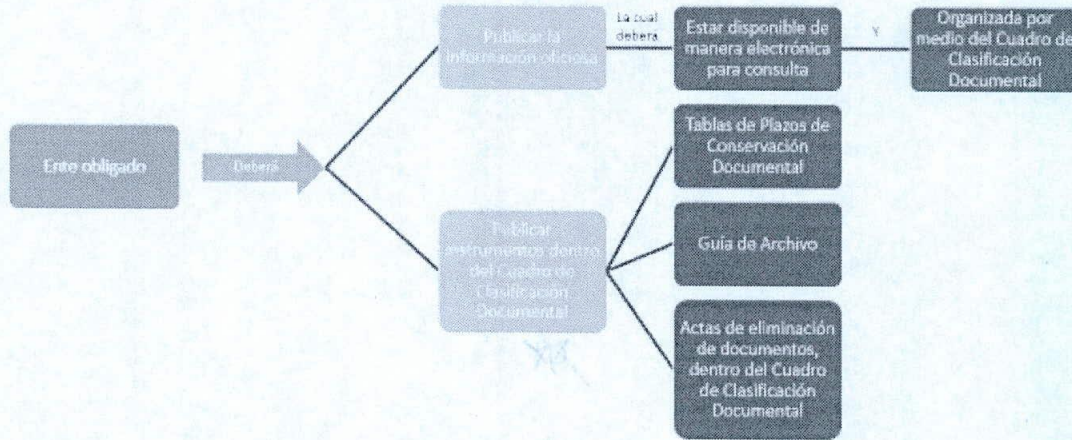 Ente obligado
Deberá
Publicar la
información oficiosa
La cual
deberá
Estar disponible de
manera electrónica
para consulta
Y
Organizada por
medio del Cuadro de
Clasificación
Documental
Publicar
instrumentos dentro
del Cuadro de
Clasificación
Documental
Tablas de Plazos de
Conservación
Documental
Guía de Archivo
Actas de eliminación
de documentos,
dentro del Cuadro
de Clasificación
Documental